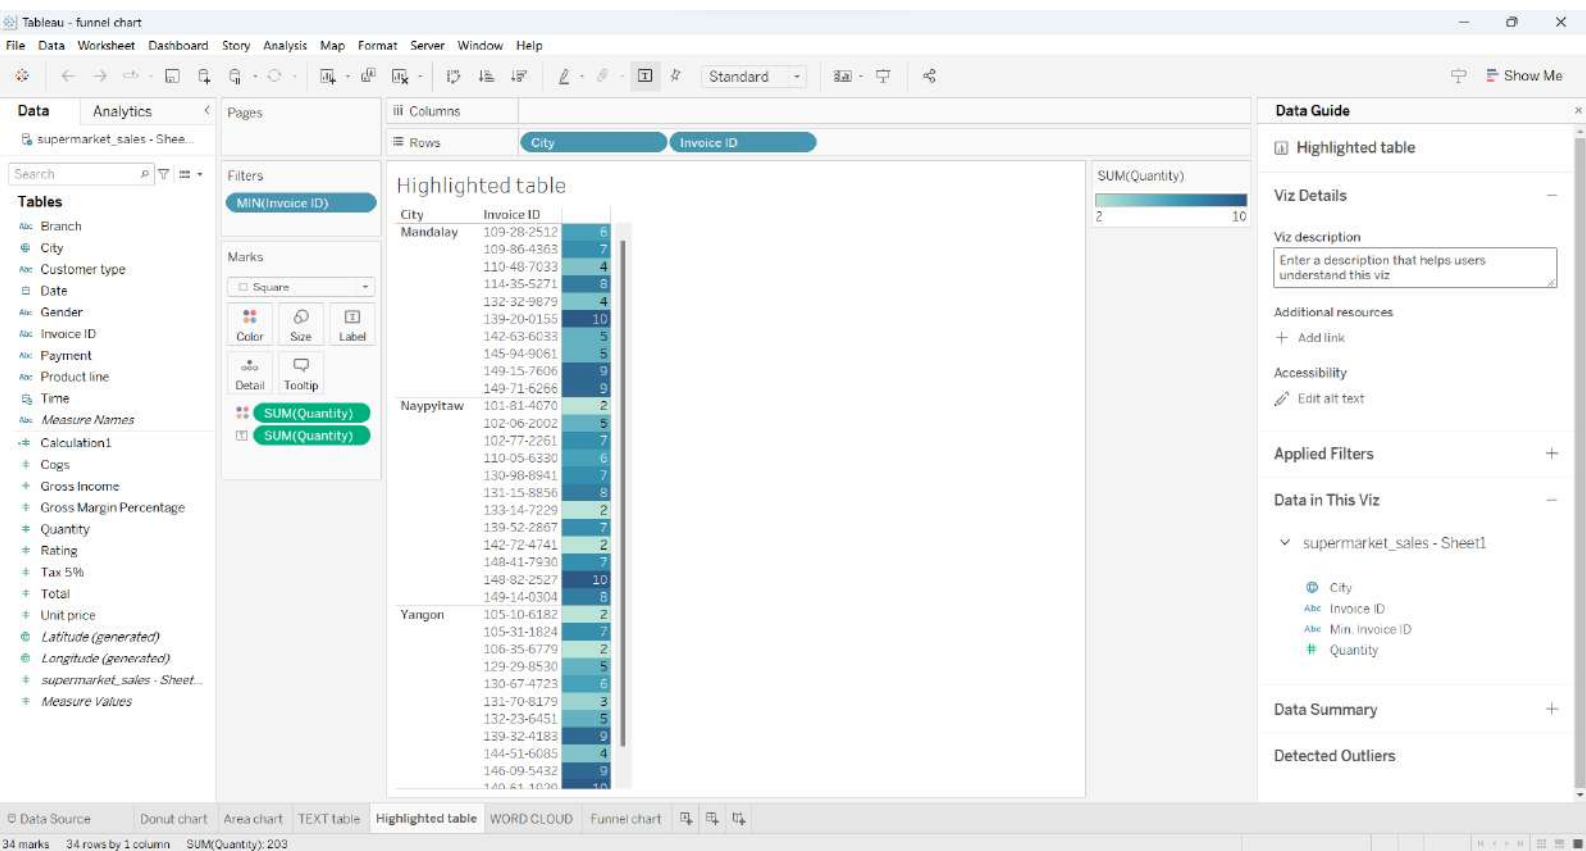 Tableau - funnel chart
File Data Worksheet Dashboard Story Analysis Map Format Server Window Help
Standard
Show Me
Data Analytics
supermarket_sales - Shee...
Search
Tables
Abc Branch
City
Abc Customer type
Date
Abc Gender
Abc Invoice ID
Abc Payment
Abc Product line
Time
Abc Measure Names
Calculation1
Cogs
Gross Income
Gross Margin Percentage
Quantity
Rating
Tax 5%
Total
Unit price
Latitude (generated)
Longitude (generated)
supermarket_sales - Sheet...
Measure Values
Pages
Filters
MIN(Invoice ID)
Marks
Square
Color Size Label
Detail Tooltip
SUM(Quantity)
SUM(Quantity)
Columns
Rows City Invoice ID
Highlighted table
City Invoice ID
Mandalay 109-28-2512 6
109-86-4363 7
110-48-7033 4
114-35-5271 8
132-32-9879 4
139-20-0155 10
142-63-6033 5
145-94-9061 5
149-15-7606 9
149-71-6266 9
Naypyitaw 101-81-4070 2
102-06-2002 5
102-77-2261 7
110-05-6330 6
130-98-8941 7
131-15-8856 8
133-14-7229 2
139-52-2867 7
142-72-4741 2
148-41-7930 7
148-82-2527 10
149-14-0304 8
Yangon 105-10-6182 2
105-31-1824 7
106-35-6779 2
129-29-8530 5
130-67-4723 6
131-70-8179 3
132-23-6451 5
139-32-4183 9
144-51-6085 4
146-09-5432 9
10
SUM(Quantity)
2 10
Data Guide
Highlighted table
Viz Details
Viz description
Enter a description that helps users
understand this viz
Additional resources
Add link
Accessibility
Edit alt text
Applied Filters
Data in This Viz
supermarket_sales - Sheet1
City
Abc Invoice ID
Abc Min. Invoice ID
Quantity
Data Summary
Detected Outliers
Data Source Donut chart Area chart TEXT table Highlighted table WORD CLOUD Funnel chart
34 marks 34 rows by 1 column SUM(Quantity): 203